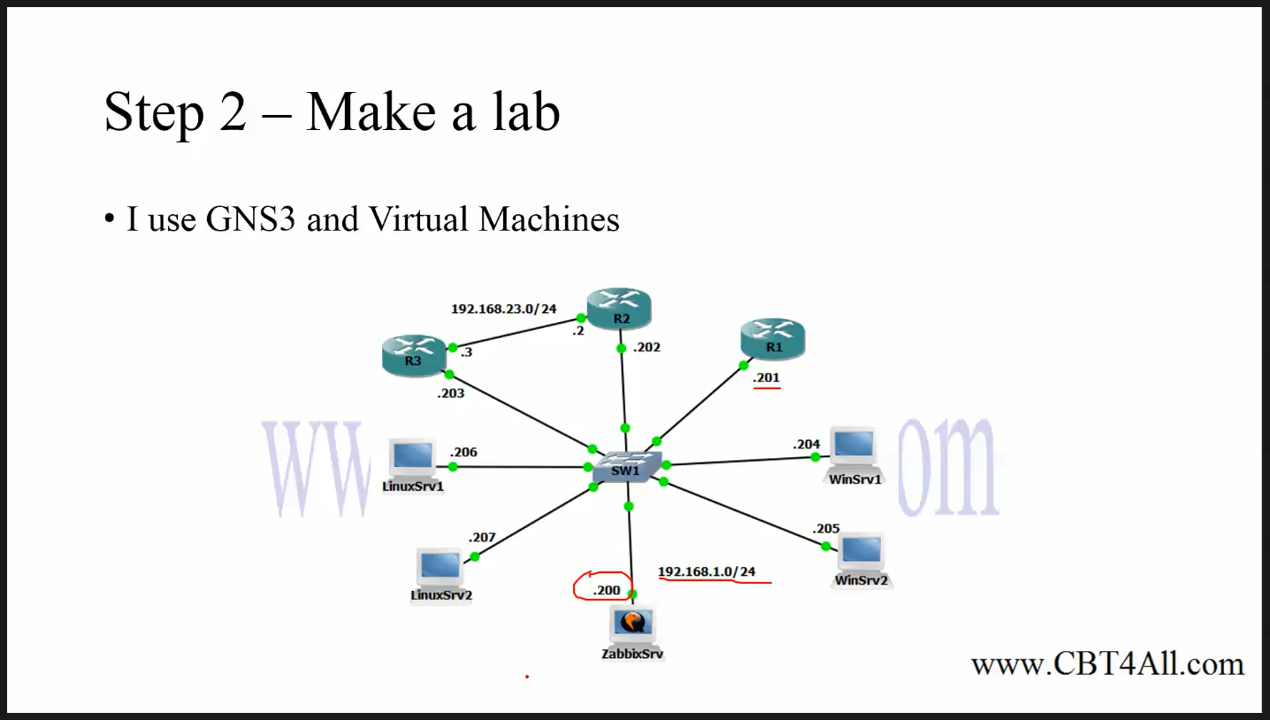 Step 2 – Make a lab
• I use GNS3 and Virtual Machines
192.168.23.0/24
R2
.2
.202
R1
.3
R3
.201
.203
.206
.204
SW1
LinuxSrv1
WinSrv1
ww
om
.207
.205
192.168.1.0/24
WinSrv2
.200
LinuxSrv2
ZabbixSrv
www.CBT4All.com